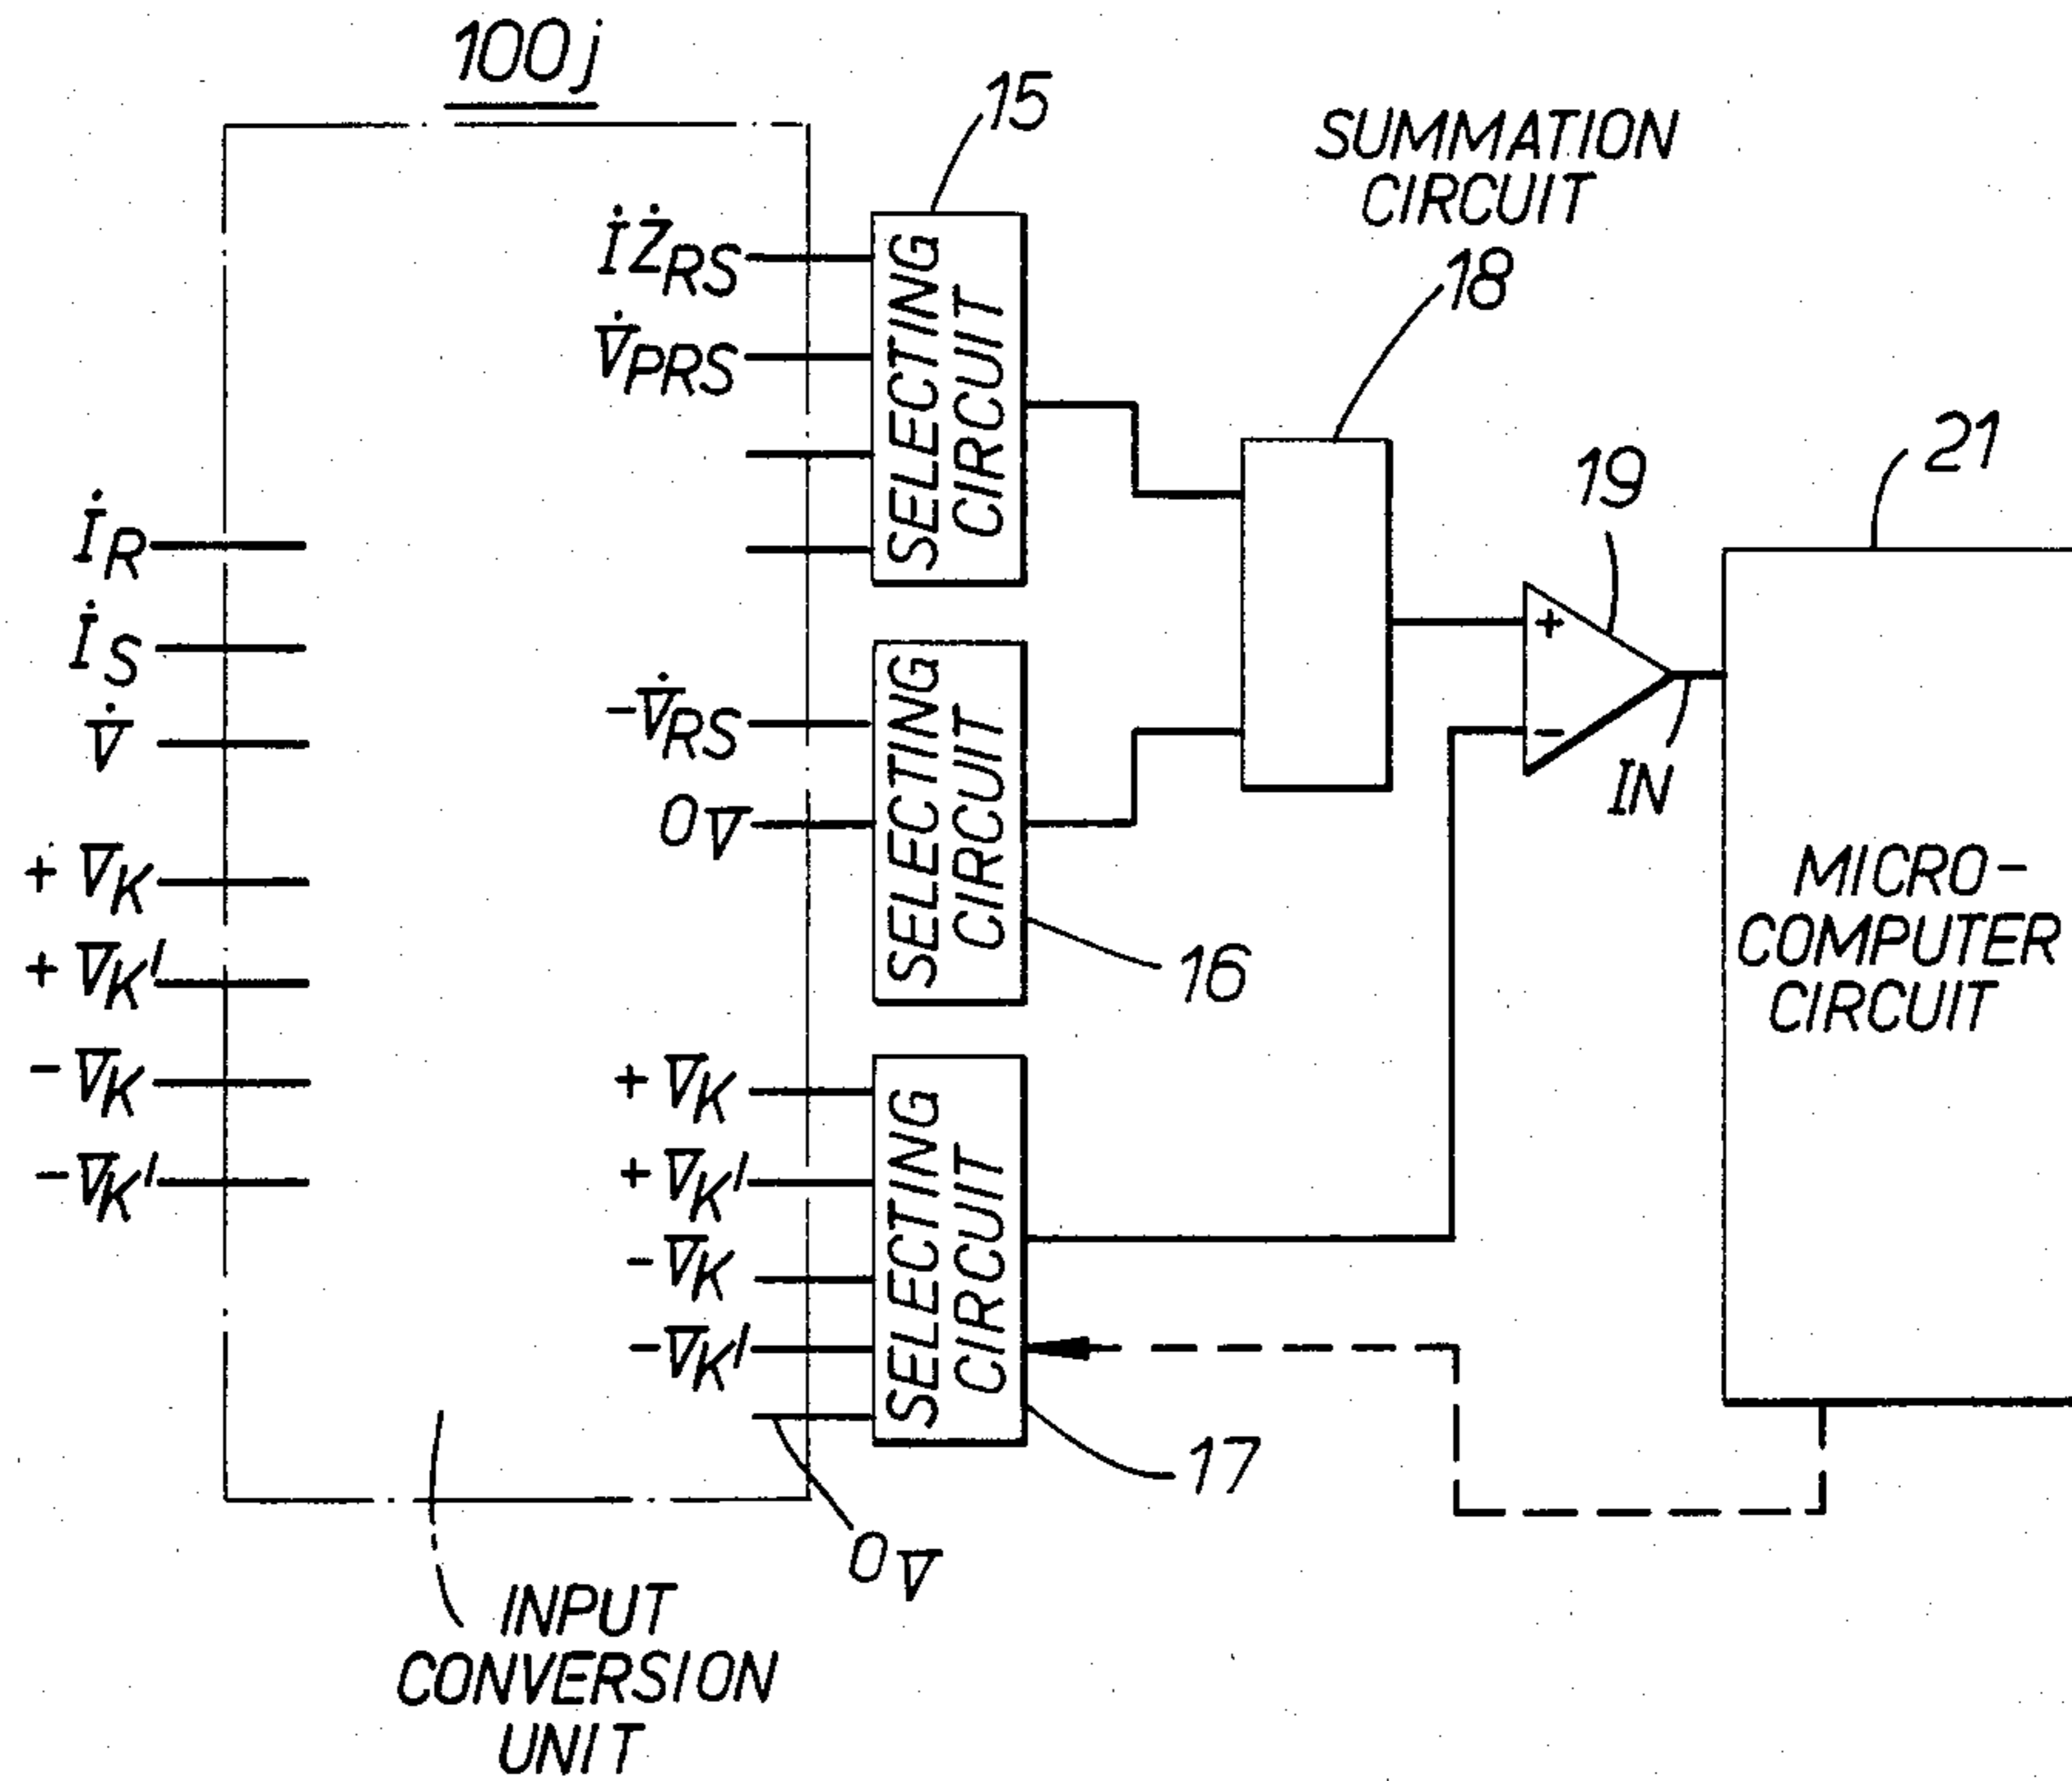 100j
15
SUMMATION
CIRCUIT
18
İŻRS
V̇PRS
SELECTING
CIRCUIT
21
19
İR
İS
V̇
+VK
+VK'
-VK
-VK'
-V̇RS
0V
SELECTING
CIRCUIT
16
+
-
IN
MICRO-
COMPUTER
CIRCUIT
+VK
+VK'
-VK
-VK'
SELECTING
CIRCUIT
17
0V
INPUT
CONVERSION
UNIT